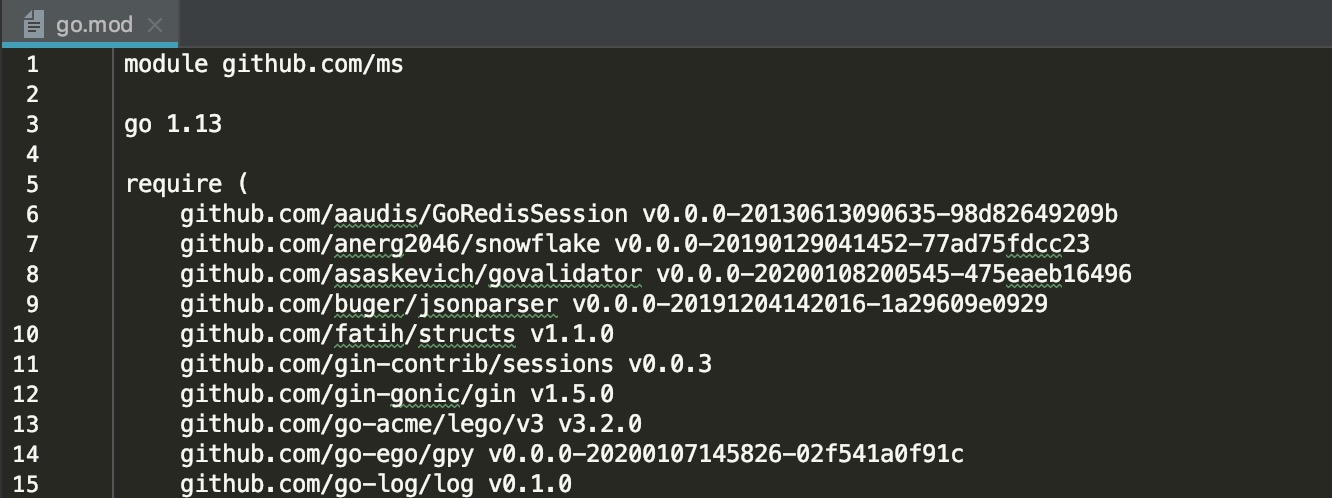 go.mod
1 module github.com/ms
2
3 go 1.13
4
5 require (
6 github.com/aaudis/GoRedisSession v0.0.0-20130613090635-98d82649209b
7 github.com/anerg2046/snowflake v0.0.0-20190129041452-77ad75fdcc23
8 github.com/asaskevich/govalidator v0.0.0-20200108200545-475eaeb16496
9 github.com/buger/jsonparser v0.0.0-20191204142016-1a29609e0929
10 github.com/fatih/structs v1.1.0
11 github.com/gin-contrib/sessions v0.0.3
12 github.com/gin-gonic/gin v1.5.0
13 github.com/go-acme/lego/v3 v3.2.0
14 github.com/go-ego/gpy v0.0.0-20200107145826-02f541a0f91c
15 github.com/go-log/log v0.1.0